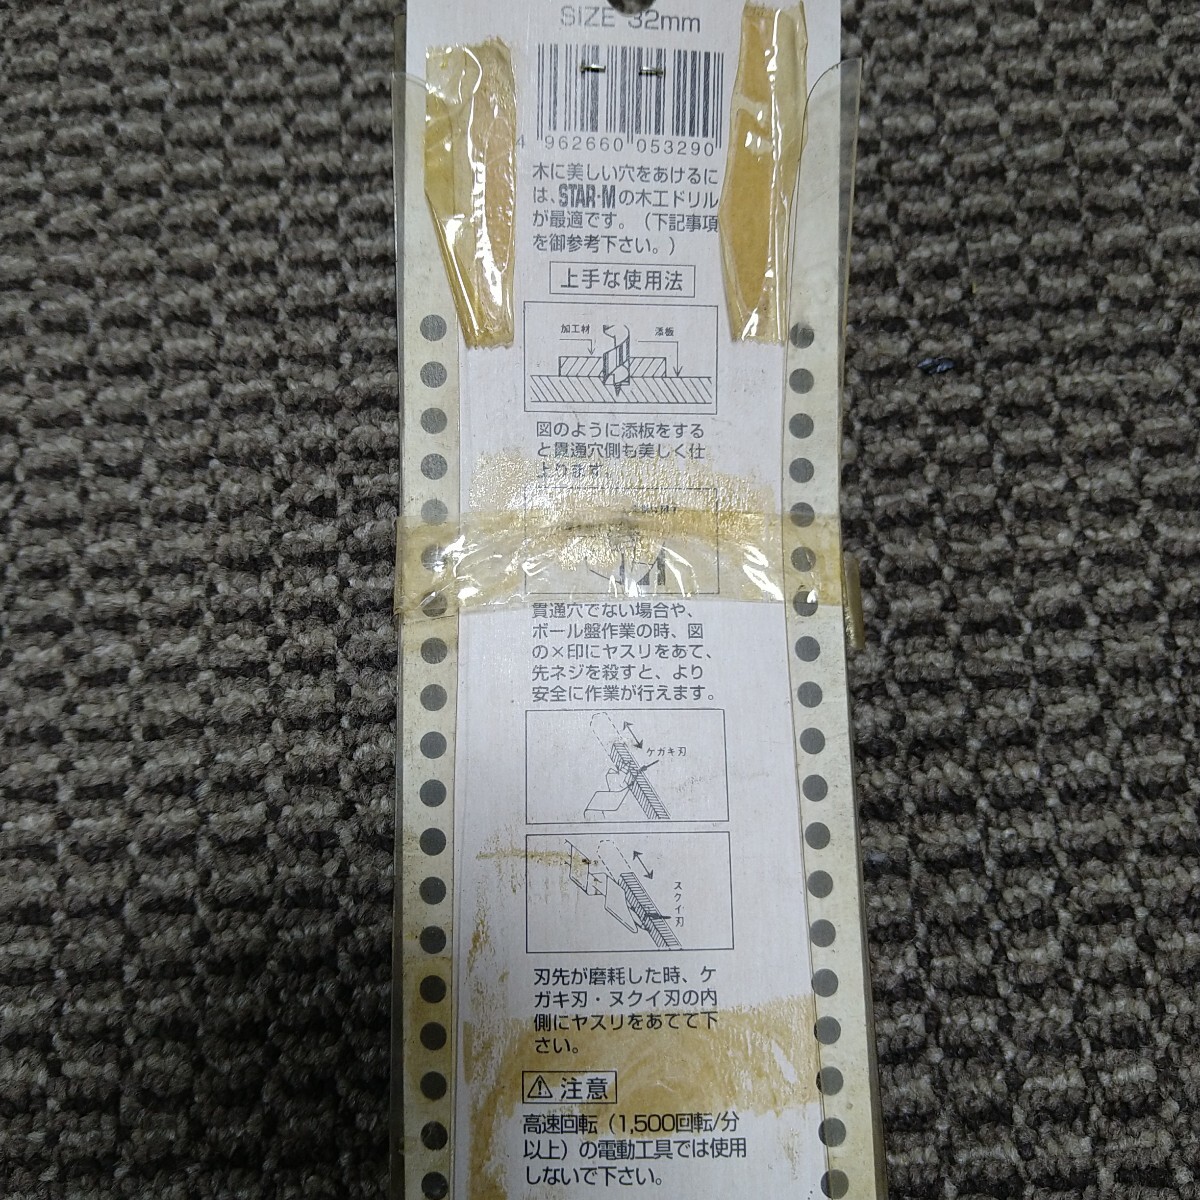 SIZE 32mm
4 962660 053290
木に美しい穴をあけるに
は、STAR-Mの木工ドリル
が最適です。（下記事項
を御参考下さい。）
上手な使用法
加工材 添板
図のように添板をする
と貫通穴側も美しく仕
上ります。
貫通穴でない場合や、
ボール盤作業の時、図
の×印にヤスリをあて、
先ネジを殺すと、より
安全に作業が行えます。
ケガキ刃
スクイ刃
刃先が磨耗した時、ケ
ガキ刃・ヌクイ刃の内
側にヤスリをあてて下
さい。
注意
高速回転（1,500回転/分
以上）の電動工具では使用
しないで下さい。